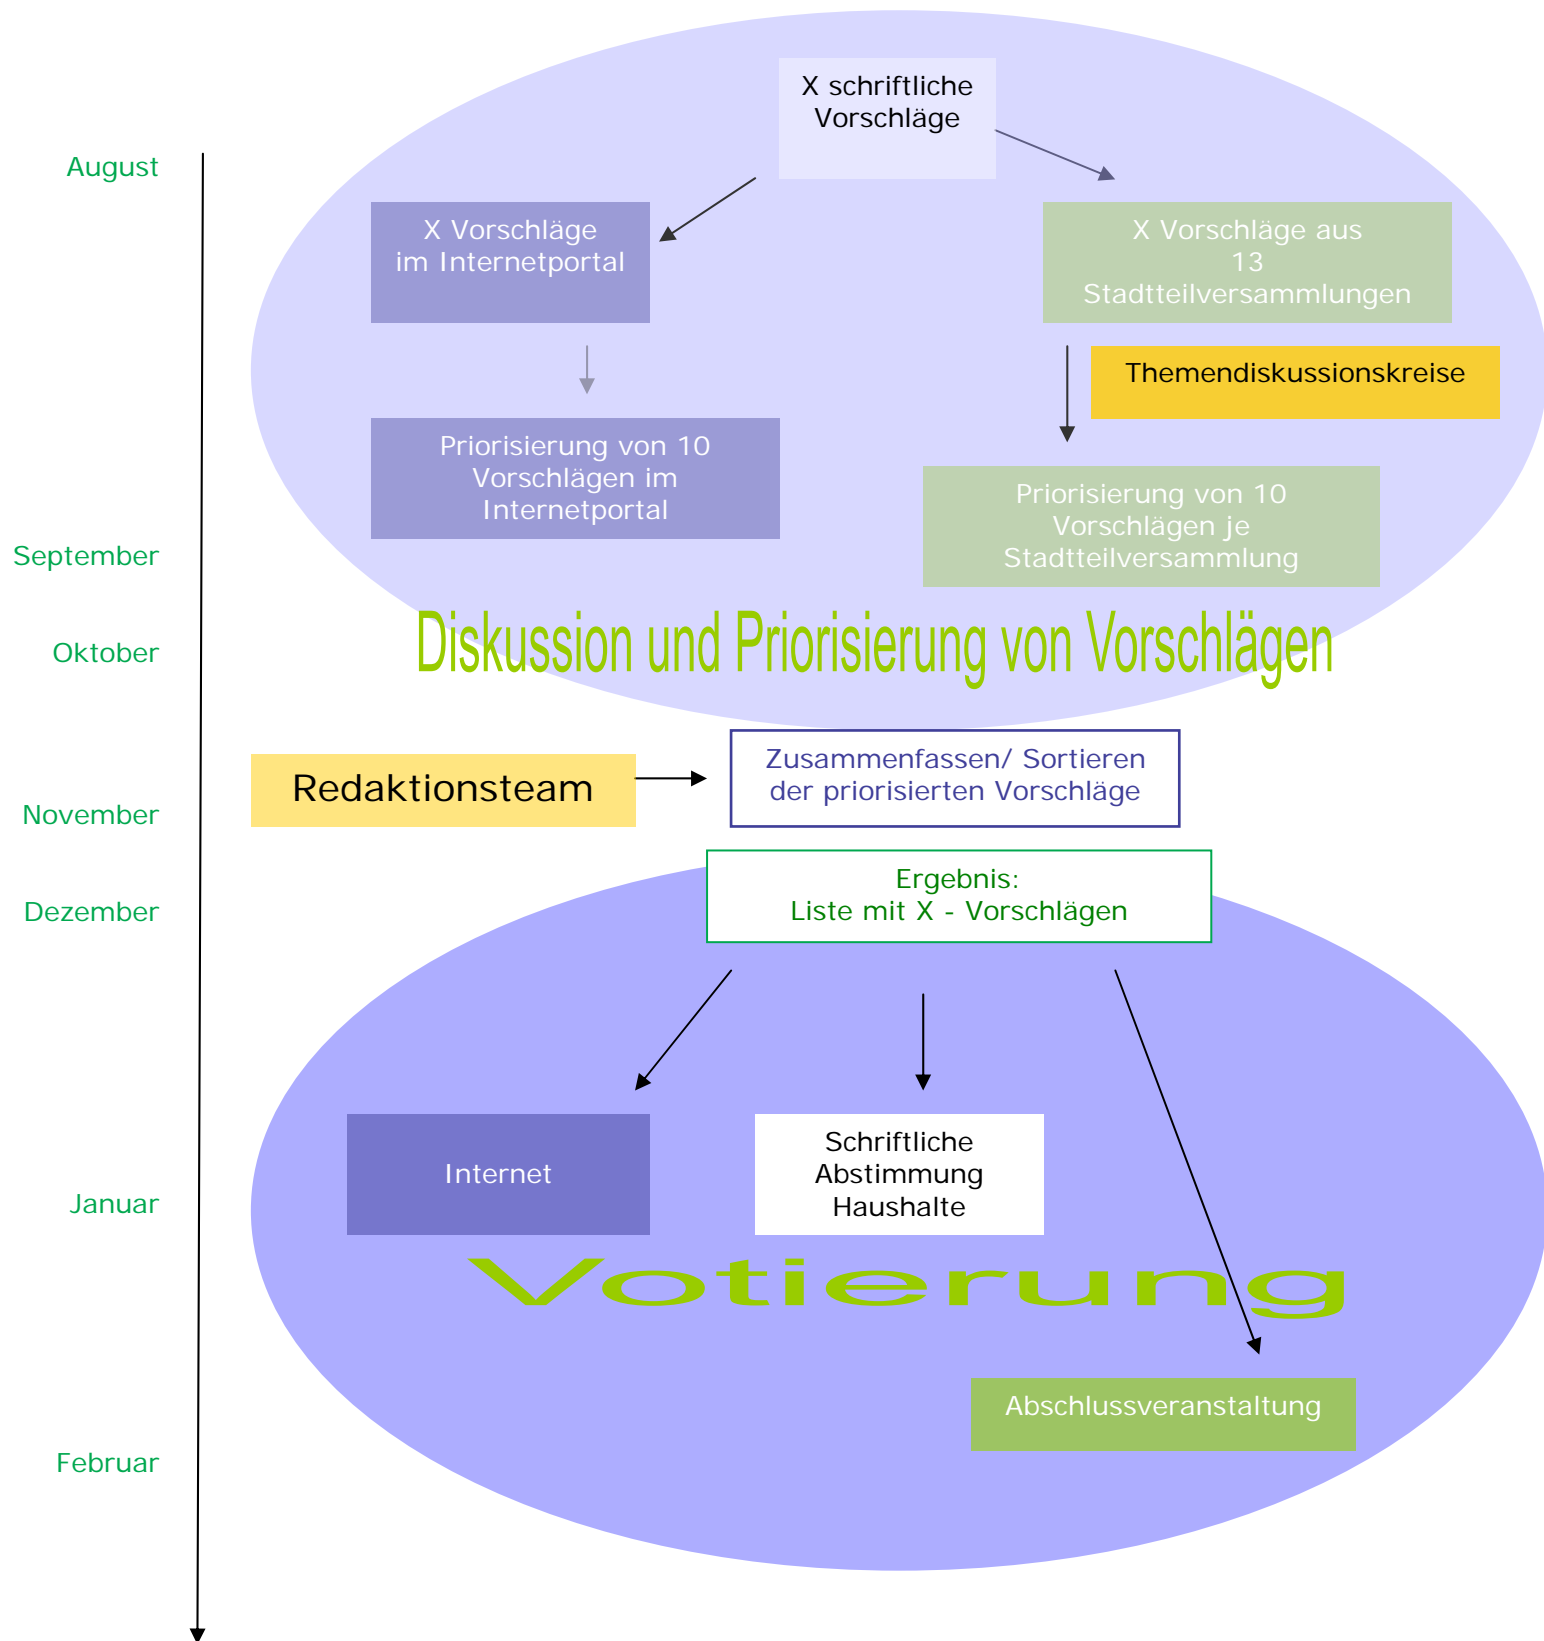 X schriftliche
Vorschläge
August
X Vorschläge
im Internetportal
X Vorschläge aus
13
Stadtteilversammlungen
Themendiskussionskreise
Priorisierung von 10
Vorschlägen im
Internetportal
Priorisierung von 10
Vorschlägen je
Stadtteilversammlung
September
Diskussion und Priorisierung von Vorschlägen
Oktober
Redaktionsteam
Zusammenfassen/ Sortieren
der priorisierten Vorschläge
November
Ergebnis:
Liste mit X - Vorschlägen
Dezember
Internet
Schriftliche
Abstimmung
Haushalte
Januar
Votierung
Abschlussveranstaltung
Februar